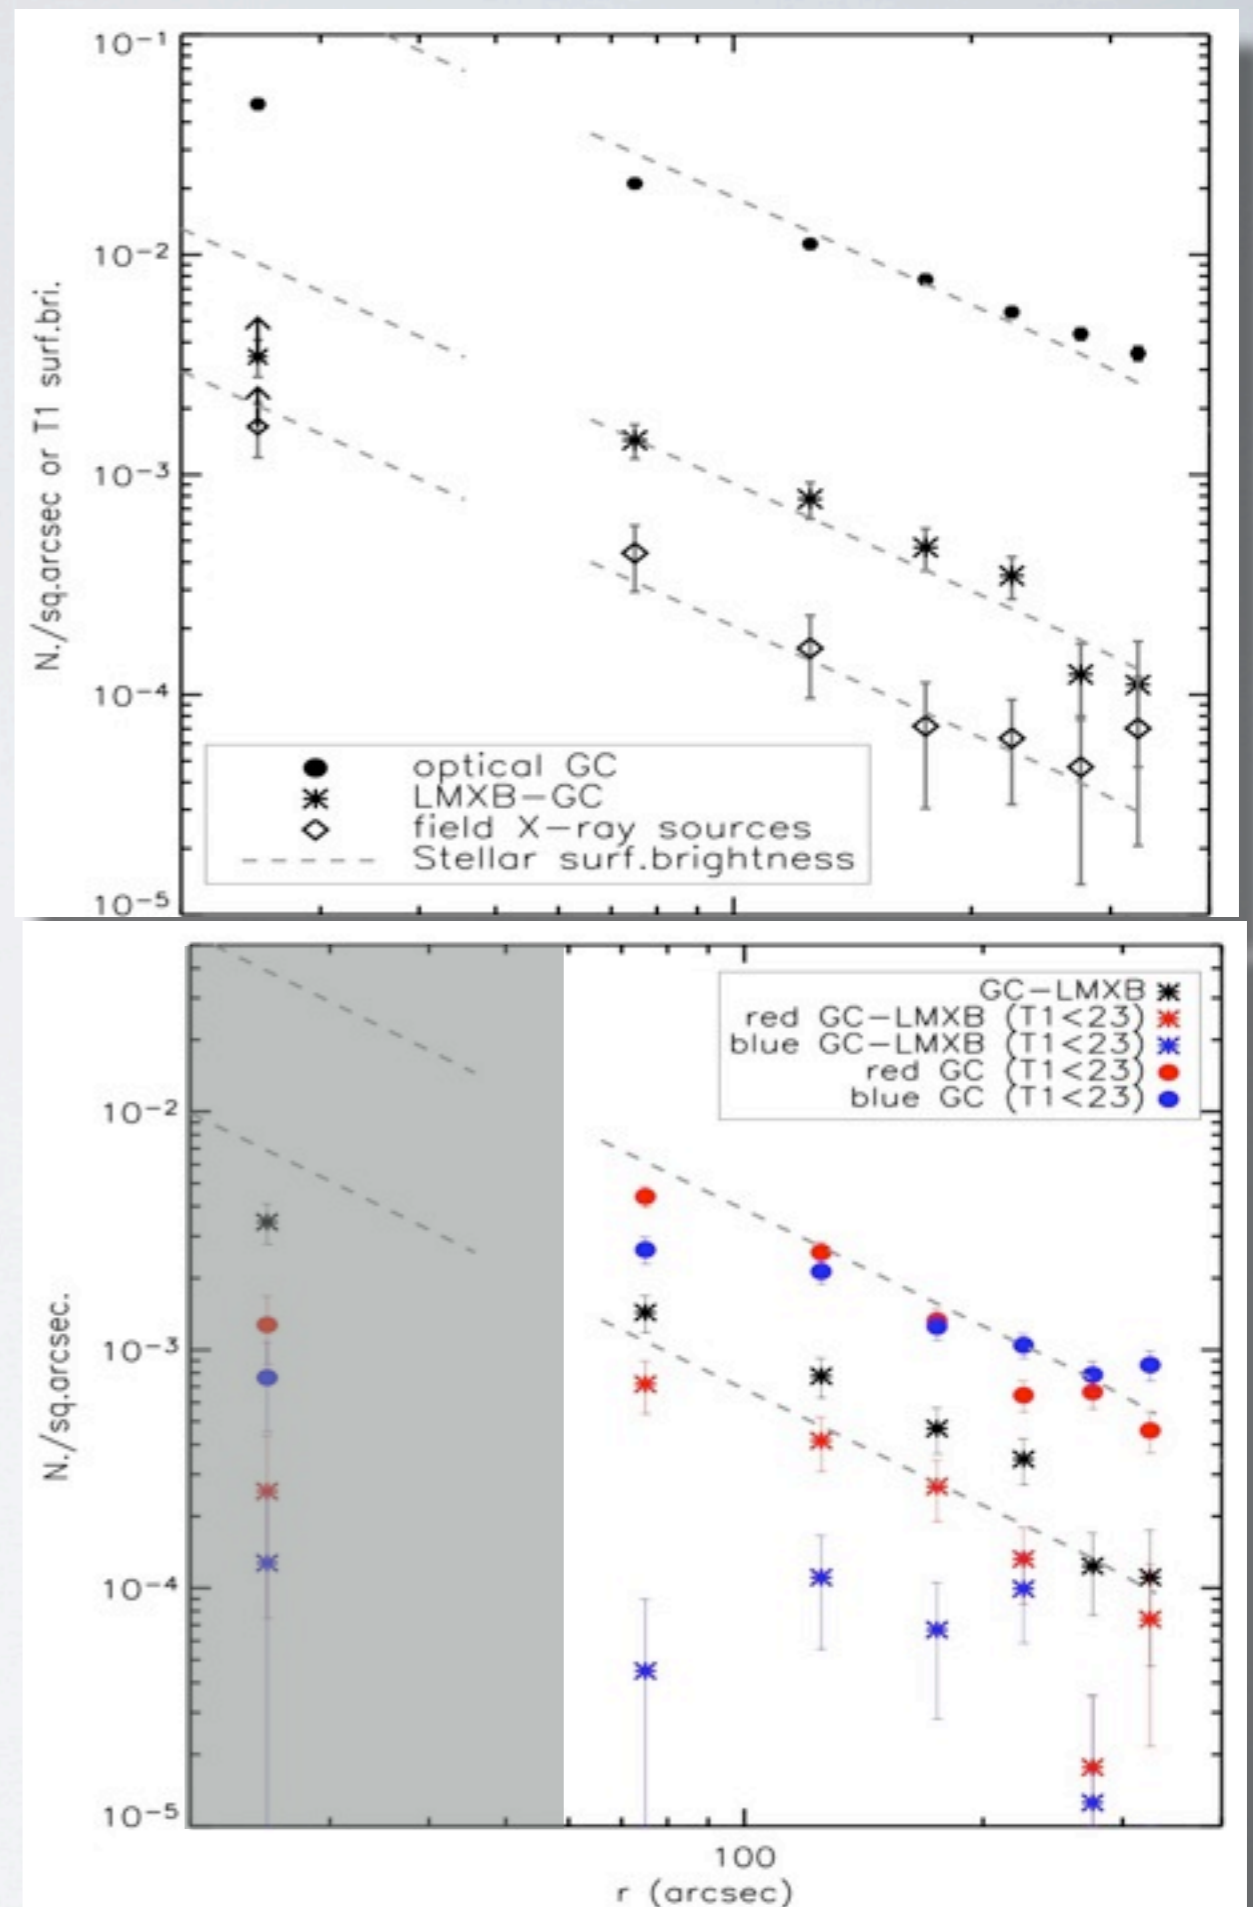 10-1
10-2
10-3
10-4
10-5
N./sq.arcsec or T1 surf.bri.
optical GC
LMXB-GC
field X-ray sources
Stellar surf.brightness
10-2
10-3
10-4
10-5
N./sq.arcsec.
GC-LMXB
red GC-LMXB (T1<23)
blue GC-LMXB (T1<23)
red GC (T1<23)
blue GC (T1<23)
100
r (arcsec)